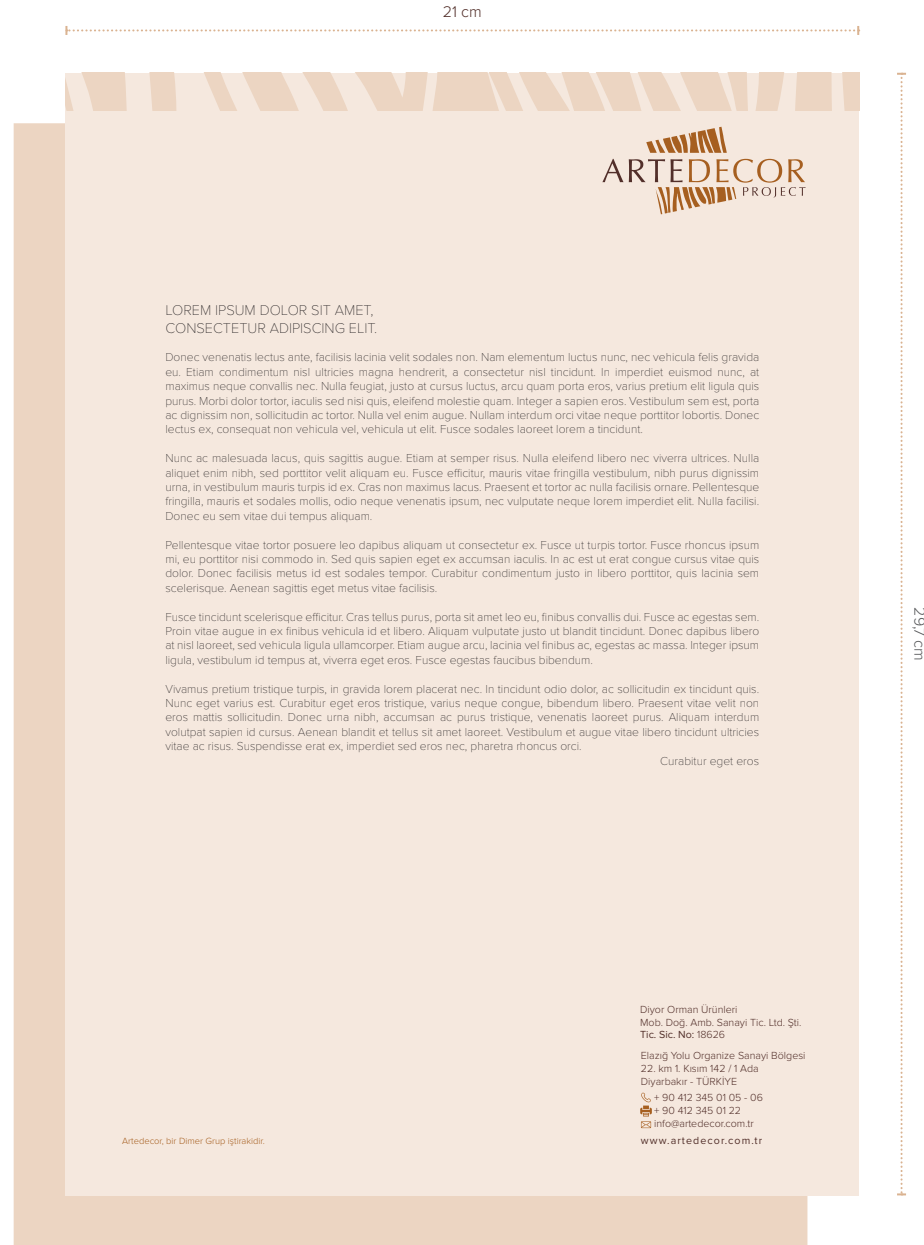 21 cm
ARTEDECOR
PROJECT
LOREM IPSUM DOLOR SIT AMET,
CONSECTETUR ADIPISCING ELIT.
Donec venenatis lectus ante, facilisis lacinia velit sodales non. Nam elementum luctus nunc, nec vehicula felis gravida
eu. Etiam condimentum nisl ultricies magna hendrerit, a consectetur nisl tincidunt. In imperdiet euismod nunc, at
maximus neque convallis nec. Nulla feugiat, justo at cursus luctus, arcu quam porta eros, varius pretium elit ligula quis
purus. Morbi dolor tortor, iaculis sed nisi quis, eleifend molestie quam. Integer a sapien eros. Vestibulum sem est, porta
ac dignissim non, sollicitudin ac tortor. Nulla vel enim augue. Nullam interdum orci vitae neque porttitor lobortis. Donec
lectus ex, consequat non vehicula vel, vehicula ut elit. Fusce sodales laoreet lorem a tincidunt.
Nunc ac malesuada lacus, quis sagittis augue. Etiam at semper risus. Nulla eleifend libero nec viverra ultrices. Nulla
aliquet enim nibh, sed porttitor velit aliquam eu. Fusce efficitur, mauris vitae fringilla vestibulum, nibh purus dignissim
urna, in vestibulum mauris turpis id ex. Cras non maximus lacus. Praesent et tortor ac nulla facilisis ornare. Pellentesque
fringilla, mauris et sodales mollis, odio neque venenatis ipsum, nec vulputate neque lorem imperdiet elit. Nulla facilisi.
Donec eu sem vitae dui tempus aliquam.
Pellentesque vitae tortor posuere leo dapibus aliquam ut consectetur ex. Fusce ut turpis tortor. Fusce rhoncus ipsum
mi, eu porttitor nisi commodo in. Sed quis sapien eget ex accumsan iaculis. In ac est ut erat congue cursus vitae quis
dolor. Donec facilisis metus id est sodales tempor. Curabitur condimentum justo in libero porttitor, quis lacinia sem
scelerisque. Aenean sagittis eget metus vitae facilisis.
Fusce tincidunt scelerisque efficitur. Cras tellus purus, porta sit amet leo eu, finibus convallis dui. Fusce ac egestas sem.
Proin vitae augue in ex finibus vehicula id et libero. Aliquam vulputate justo ut blandit tincidunt. Donec dapibus libero
at nisl laoreet, sed vehicula ligula ullamcorper. Etiam augue arcu, lacinia vel finibus ac, egestas ac massa. Integer ipsum
ligula, vestibulum id tempus at, viverra eget eros. Fusce egestas faucibus bibendum.
Vivamus pretium tristique turpis, in gravida lorem placerat nec. In tincidunt odio dolor, ac sollicitudin ex tincidunt quis.
Nunc eget varius est. Curabitur eget eros tristique, varius neque congue, bibendum libero. Praesent vitae velit non
eros mattis sollicitudin. Donec urna nibh, accumsan ac purus tristique, venenatis laoreet purus. Aliquam interdum
volutpat sapien id cursus. Aenean blandit et tellus sit amet laoreet. Vestibulum et augue vitae libero tincidunt ultricies
vitae ac risus. Suspendisse erat ex, imperdiet sed eros nec, pharetra rhoncus orci.
Curabitur eget eros
29,7 cm
Diyor Orman Ürünleri
Mob. Doğ. Amb. Sanayi Tic. Ltd. Şti.
Tic. Sic. No: 18626
Elazığ Yolu Organize Sanayi Bölgesi
22. km 1. Kısım 142 / 1 Ada
Diyarbakır - TÜRKİYE
+ 90 412 345 01 05 - 06
+ 90 412 345 01 22
info@artedecor.com.tr
www.artedecor.com.tr
Artedecor, bir Dimer Grup iştirakidir.